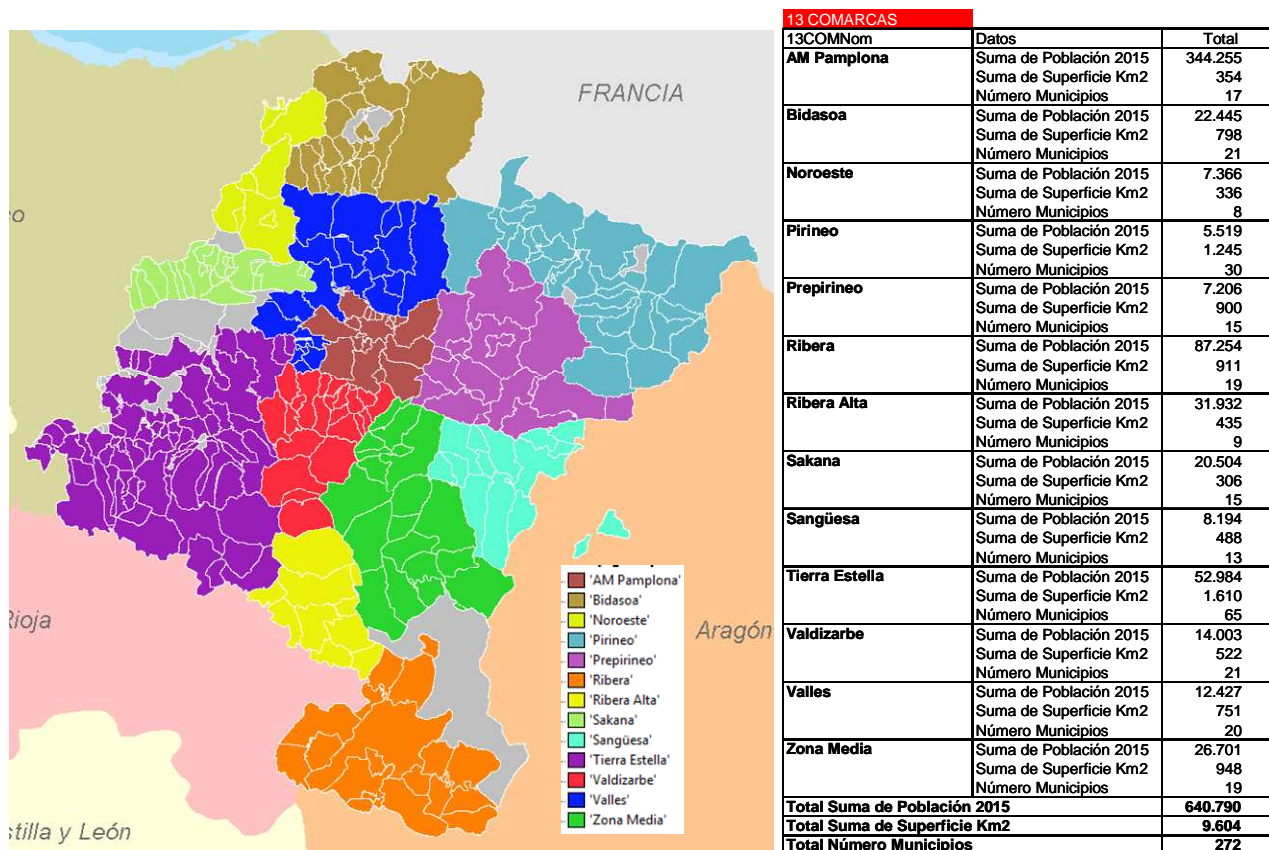 FRANCIA
co
Rioja
Aragón
stilla y León
'AM Pamplona'
'Bidasoa'
'Noroeste'
'Pirineo'
'Prepirineo'
'Ribera'
'Ribera Alta'
'Sakana'
'Sangüesa'
'Tierra Estella'
'Valdizarbe'
'Valles'
'Zona Media'
13 COMARCAS
13COMNom Datos Total
AM Pamplona Suma de Población 2015 344.255
Suma de Superficie Km2 354
Número Municipios 17
Bidasoa Suma de Población 2015 22.445
Suma de Superficie Km2 798
Número Municipios 21
Noroeste Suma de Población 2015 7.366
Suma de Superficie Km2 336
Número Municipios 8
Pirineo Suma de Población 2015 5.519
Suma de Superficie Km2 1.245
Número Municipios 30
Prepirineo Suma de Población 2015 7.206
Suma de Superficie Km2 900
Número Municipios 15
Ribera Suma de Población 2015 87.254
Suma de Superficie Km2 911
Número Municipios 19
Ribera Alta Suma de Población 2015 31.932
Suma de Superficie Km2 435
Número Municipios 9
Sakana Suma de Población 2015 20.504
Suma de Superficie Km2 306
Número Municipios 15
Sangüesa Suma de Población 2015 8.194
Suma de Superficie Km2 488
Número Municipios 13
Tierra Estella Suma de Población 2015 52.984
Suma de Superficie Km2 1.610
Número Municipios 65
Valdizarbe Suma de Población 2015 14.003
Suma de Superficie Km2 522
Número Municipios 21
Valles Suma de Población 2015 12.427
Suma de Superficie Km2 751
Número Municipios 20
Zona Media Suma de Población 2015 26.701
Suma de Superficie Km2 948
Número Municipios 19
Total Suma de Población 2015 640.790
Total Suma de Superficie Km2 9.604
Total Número Municipios 272